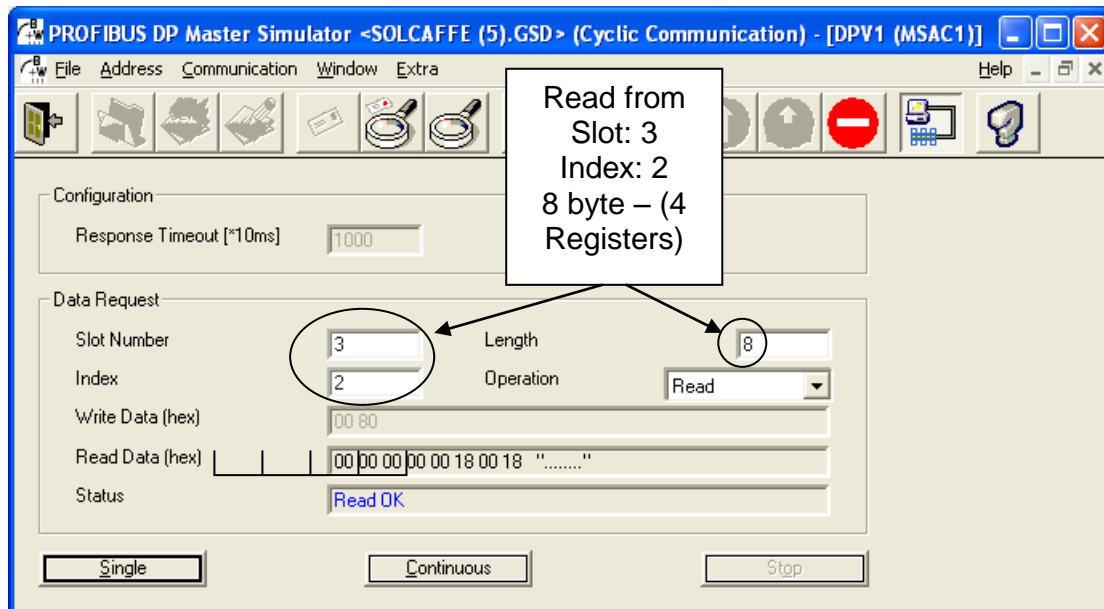 PROFIBUS DP Master Simulator <SOLCAFFE (5).GSD> (Cyclic Communication) - [DPV1 (MSAC1)]
File Address Communication Window Extra Help
Read from
Slot: 3
Index: 2
8 byte – (4
Registers)
Configuration
Response Timeout [*10ms] 1000
Data Request
Slot Number 3 Length 8
Index 2 Operation Read
Write Data (hex) 00 80
Read Data (hex) 00 00 00 00 00 18 00 18 "........"
Status Read OK
Single Continuous Stop